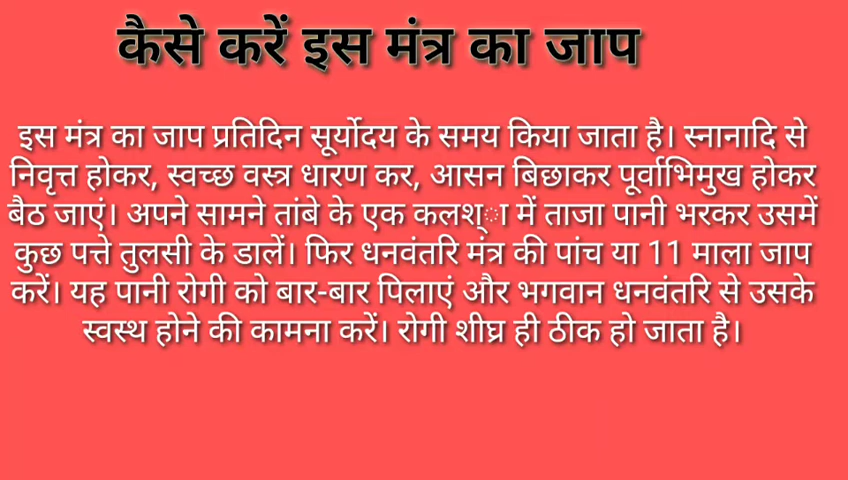 कैसे करें इस मंत्र का जाप
इस मंत्र का जाप प्रतिदिन सूर्योदय के समय किया जाता है। स्नानादि से
निवृत्त होकर, स्वच्छ वस्त्र धारण कर, आसन बिछाकर पूर्वाभिमुख होकर
बैठ जाएं। अपने सामने तांबे के एक कलश्ा में ताजा पानी भरकर उसमें
कुछ पत्ते तुलसी के डालें। फिर धनवंतरि मंत्र की पांच या 11 माला जाप
करें। यह पानी रोगी को बार-बार पिलाएं और भगवान धनवंतरि से उसके
स्वस्थ होने की कामना करें। रोगी शीघ्र ही ठीक हो जाता है।